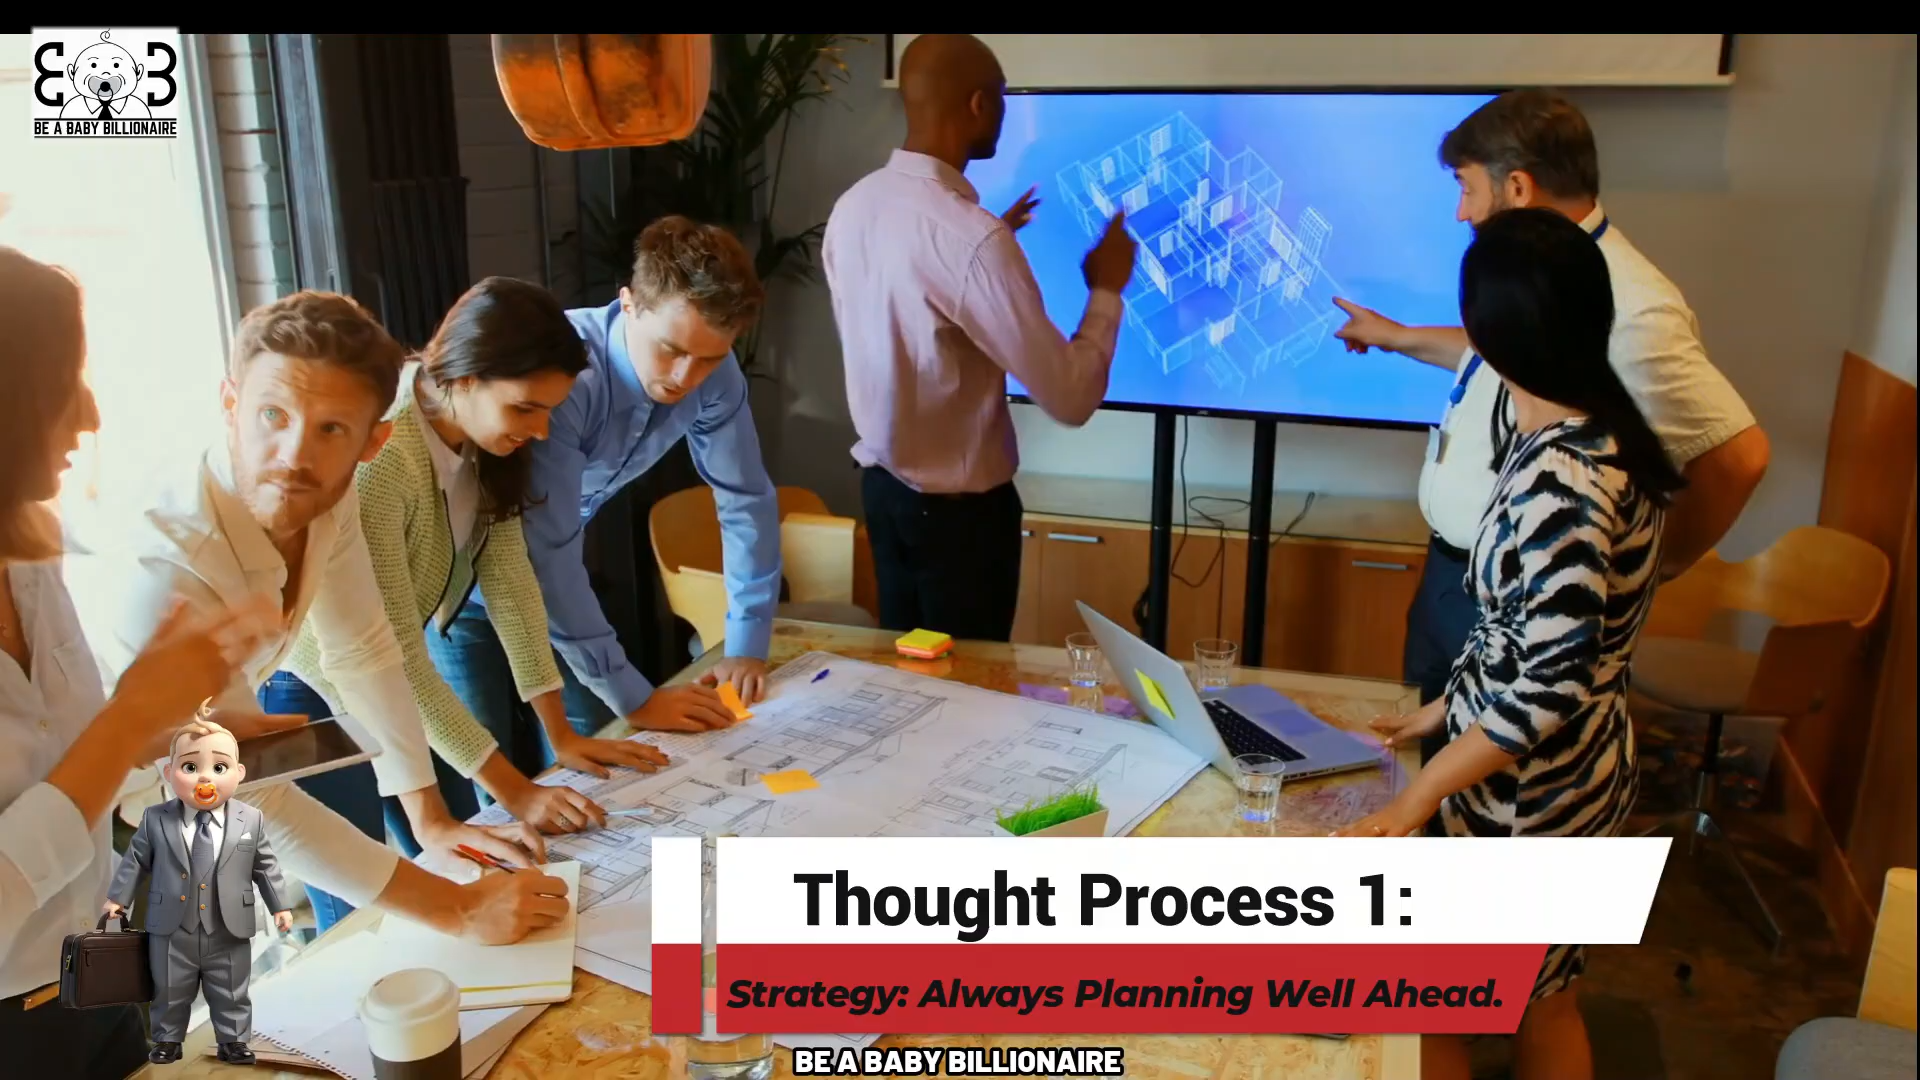 BE A BABY BILLIONAIRE
Thought Process 1:
Strategy: Always Planning Well Ahead.
BE A BABY BILLIONAIRE